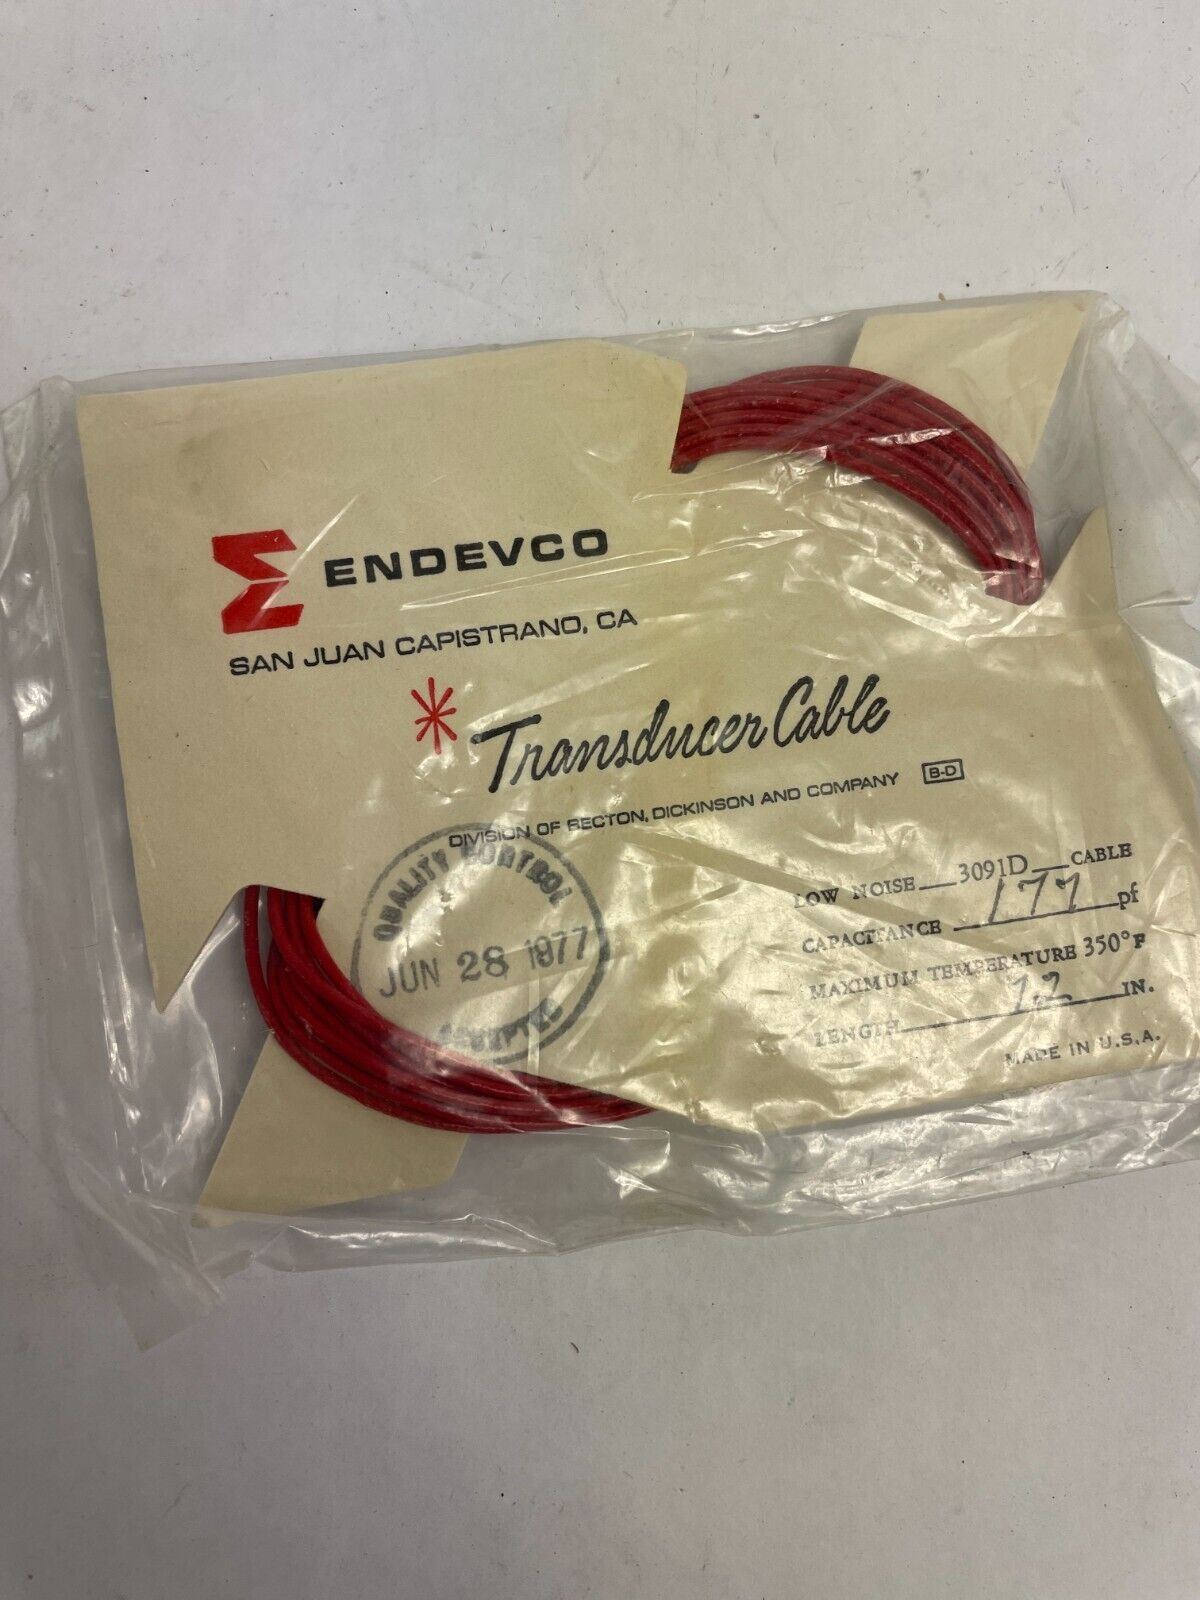 ENDEVCO
SAN JUAN CAPISTRANO, CA
* Transducer Cable
DIVISION OF BECTON, DICKINSON AND COMPANY B-D
QUALITY CONTROL
JUN 28 1977
ACCEPTED
LOW NOISE 3091D CABLE
CAPACITANCE 177 pf
MAXIMUM TEMPERATURE 350°F
LENGTH 72 IN.
MADE IN U.S.A.